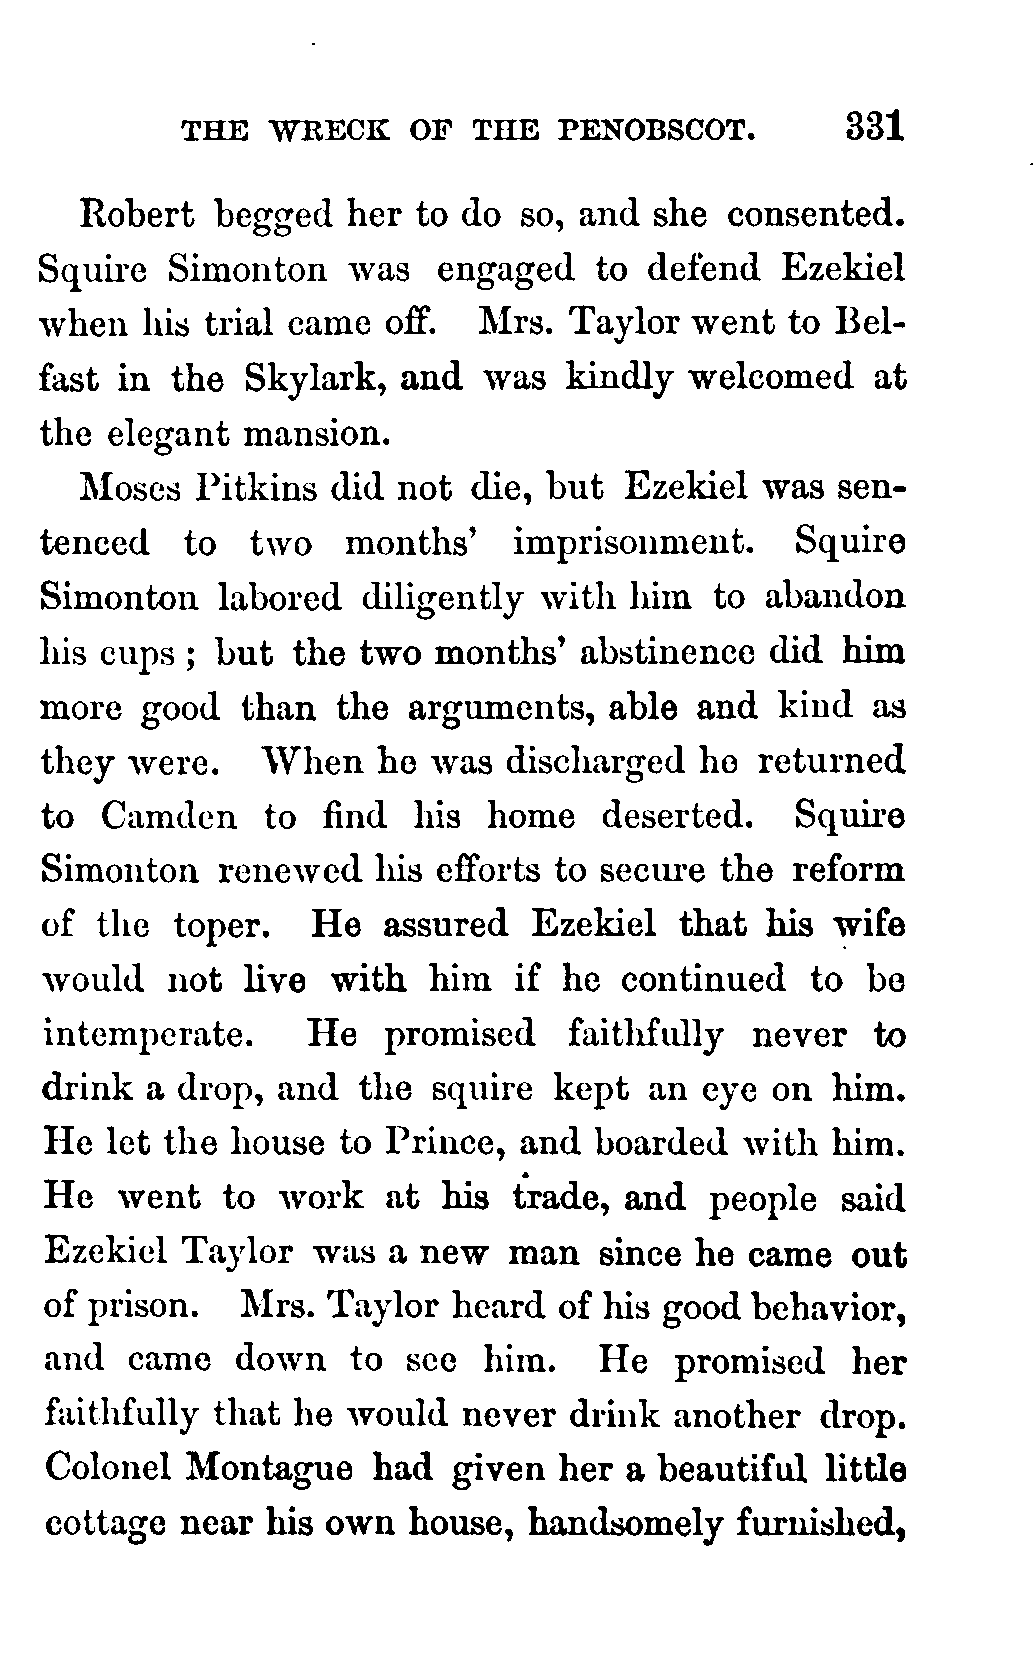 THE WRECK OF THE PENOBSCOT. 331
Robert begged her to do so, and she consented.
Squire Simonton was engaged to defend Ezekiel
when his trial came off. Mrs. Taylor went to Bel-
fast in the Skylark, and was kindly welcomed at
the elegant mansion.
Moses Pitkins did not die, but Ezekiel was sen-
tenced to two months' imprisonment. Squire
Simonton labored diligently with him to abandon
his cups ; but the two months' abstinence did him
more good than the arguments, able and kind as
they were. When he was discharged he returned
to Camden to find his home deserted. Squire
Simonton renewed his efforts to secure the reform
of the toper. He assured Ezekiel that his wife
would not live with him if he continued to be
intemperate. He promised faithfully never to
drink a drop, and the squire kept an eye on him.
He let the house to Prince, and boarded with him.
He went to work at his trade, and people said
Ezekiel Taylor was a new man since he came out
of prison. Mrs. Taylor heard of his good behavior,
and came down to see him. He promised her
faithfully that he would never drink another drop.
Colonel Montague had given her a beautiful little
cottage near his own house, handsomely furnished,